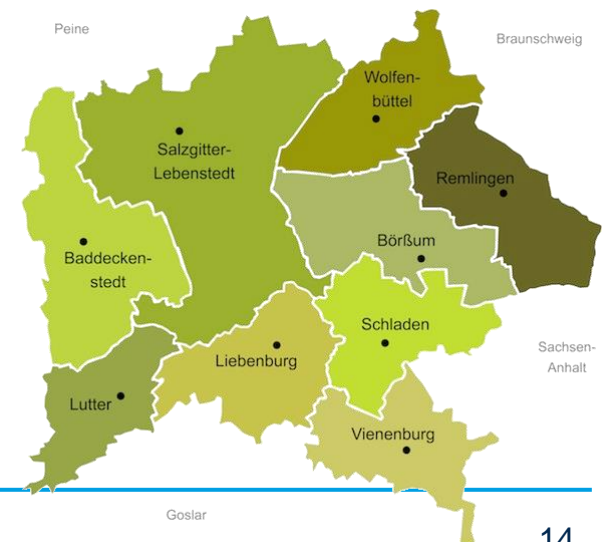 Peine
Braunschweig
Wolfen-
büttel
Salzgitter-
Lebenstedt
Remlingen
Börßum
Baddecken-
stedt
Schladen
Sachsen-
Anhalt
Liebenburg
Lutter
Vienenburg
Goslar
14